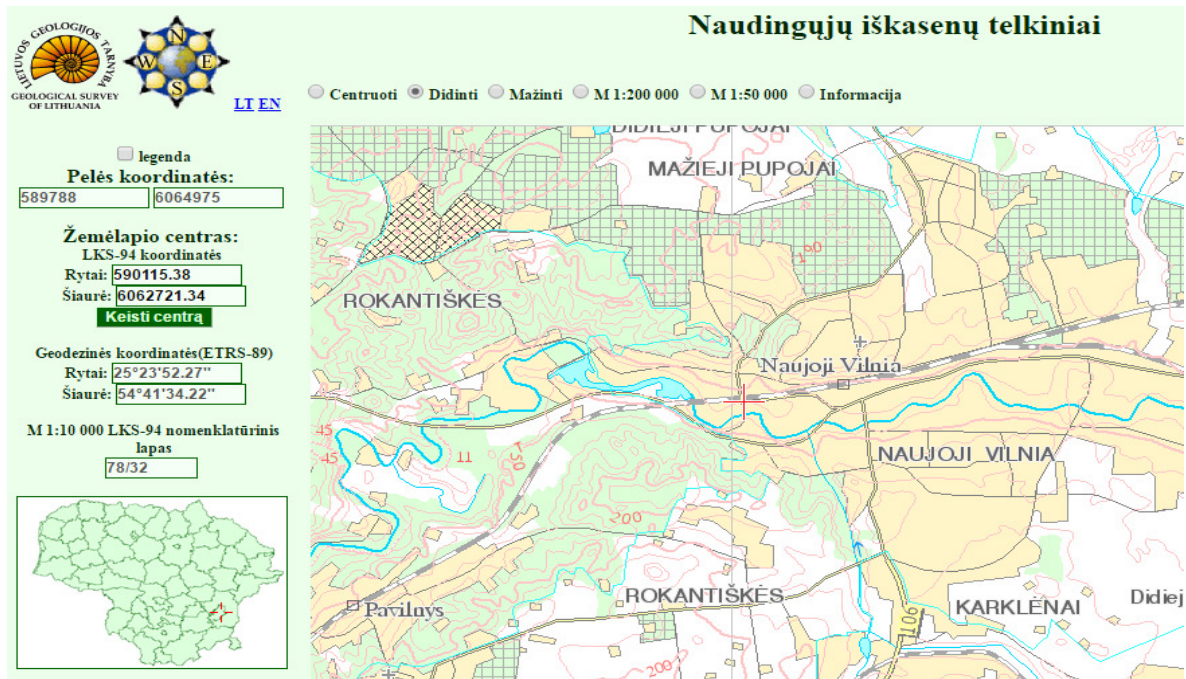 Naudingųjų iškasenų telkiniai
LIETUVOS GEOLOGIJOS TARNYBA
GEOLOGICAL SURVEY
OF LITHUANIA
N
W E
S
LT EN
Centruoti Didinti Mažinti M 1:200 000 M 1:50 000 Informacija
legenda
Pelės koordinatės:
589788 6064975
Žemėlapio centras:
LKS-94 koordinatės
Rytai: 590115.38
Šiaurė: 6062721.34
Keisti centrą
Geodezinės koordinatės(ETRS-89)
Rytai: 25°23'52.27''
Šiaurė: 54°41'34.22''
M 1:10 000 LKS-94 nomenklatūrinis
lapas
78/32
DIDIEJI PUPOJAI
MAŽIEJI PUPOJAI
190
ROKANTIŠKĖS
Naujoji Vilnia
45
45
11
150
NAUJOJI VILNIA
200
ROKANTIŠKĖS
Pavilnys
KARKLĖNAI
Didiej
106
200